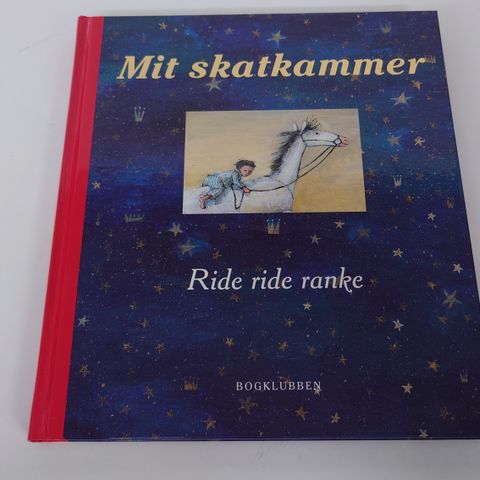 Mit skatkammer
Ride ride ranke
BOGKLUBBEN